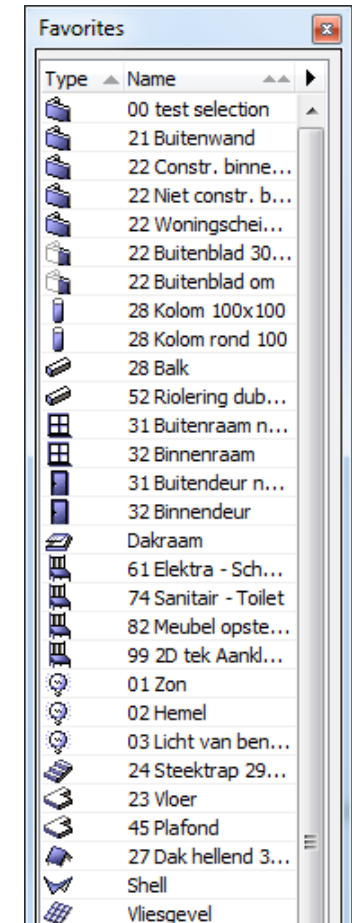 Favorites
Type Name
00 test selection
21 Buitenwand
22 Constr. binne...
22 Niet constr. b...
22 Woningschei...
22 Buitenblad 30...
22 Buitenblad om
28 Kolom 100x100
28 Kolom rond 100
28 Balk
52 Riolering dub...
31 Buitenraam n...
32 Binnenraam
31 Buitendeur n...
32 Binnendeur
Dakraam
61 Elektra - Sch...
74 Sanitair - Toilet
82 Meubel opste...
99 2D tek Aankl...
01 Zon
02 Hemel
03 Licht van ben...
24 Steektrap 29...
23 Vloer
45 Plafond
27 Dak hellend 3...
Shell
Vliesgevel